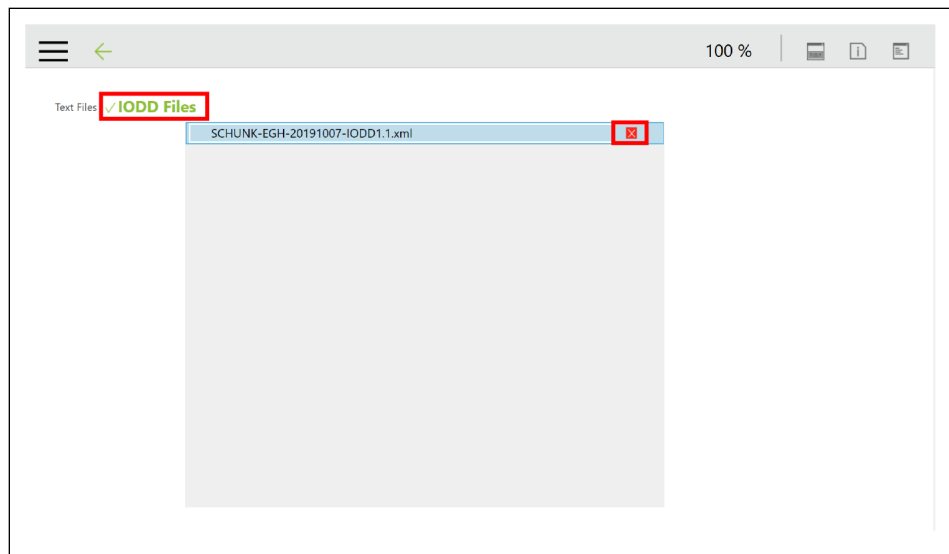 100 %
Text Files ✓ IODD Files
SCHUNK-EGH-20191007-IODD1.1.xml